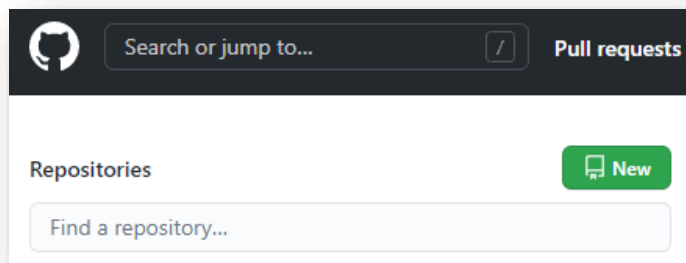 Search or jump to... / Pull requests
Repositories New
Find a repository...